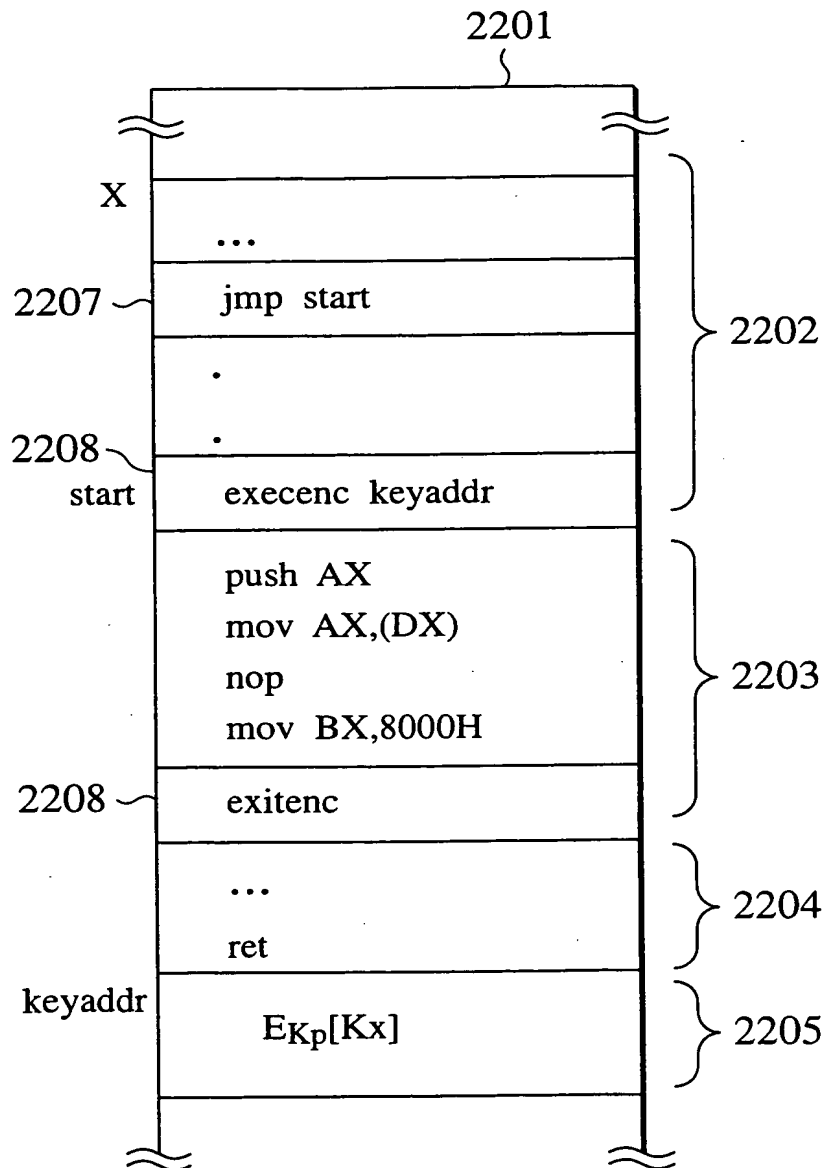 2201
X
...
2207
jmp start
2202
.
.
2208
start
execenc keyaddr
push AX
mov AX,(DX)
nop
mov BX,8000H
2203
2208
exitenc
...
ret
2204
keyaddr
EKp[Kx]
2205